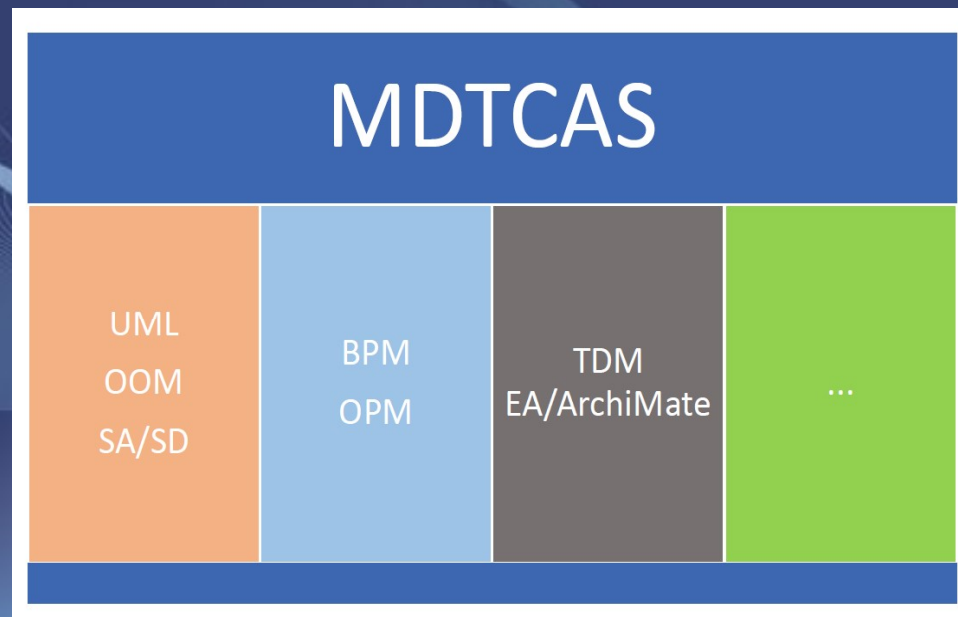 MDTCAS
UML
OOM
SA/SD
BPM
OPM
TDM
EA/ArchiMate
...